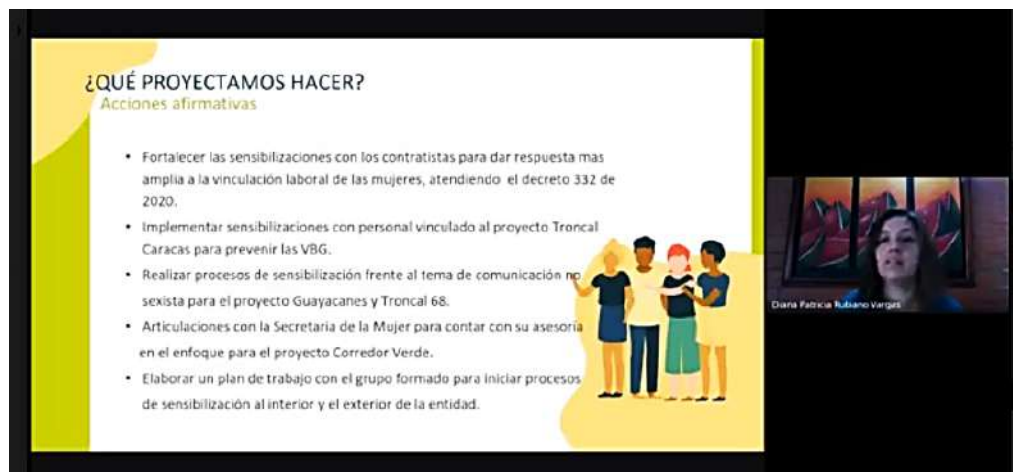 ¿QUÉ PROYECTAMOS HACER?
Acciones afirmativas
• Fortalecer las sensibilizaciones con los contratistas para dar respuesta mas
amplia a la vinculación laboral de las mujeres, atendiendo el decreto 332 de
2020.
• Implementar sensibilizaciones con personal vinculado al proyecto Troncal
Caracas para prevenir las VBG.
• Realizar procesos de sensibilización frente al tema de comunicación no
sexista para el proyecto Guayacanes y Troncal 68.
• Articulaciones con la Secretaria de la Mujer para contar con su asesoría
en el enfoque para el proyecto Corredor Verde.
• Elaborar un plan de trabajo con el grupo formado para iniciar procesos
de sensibilización al interior y el exterior de la entidad.
Diana Patricia Rubiano Vargas